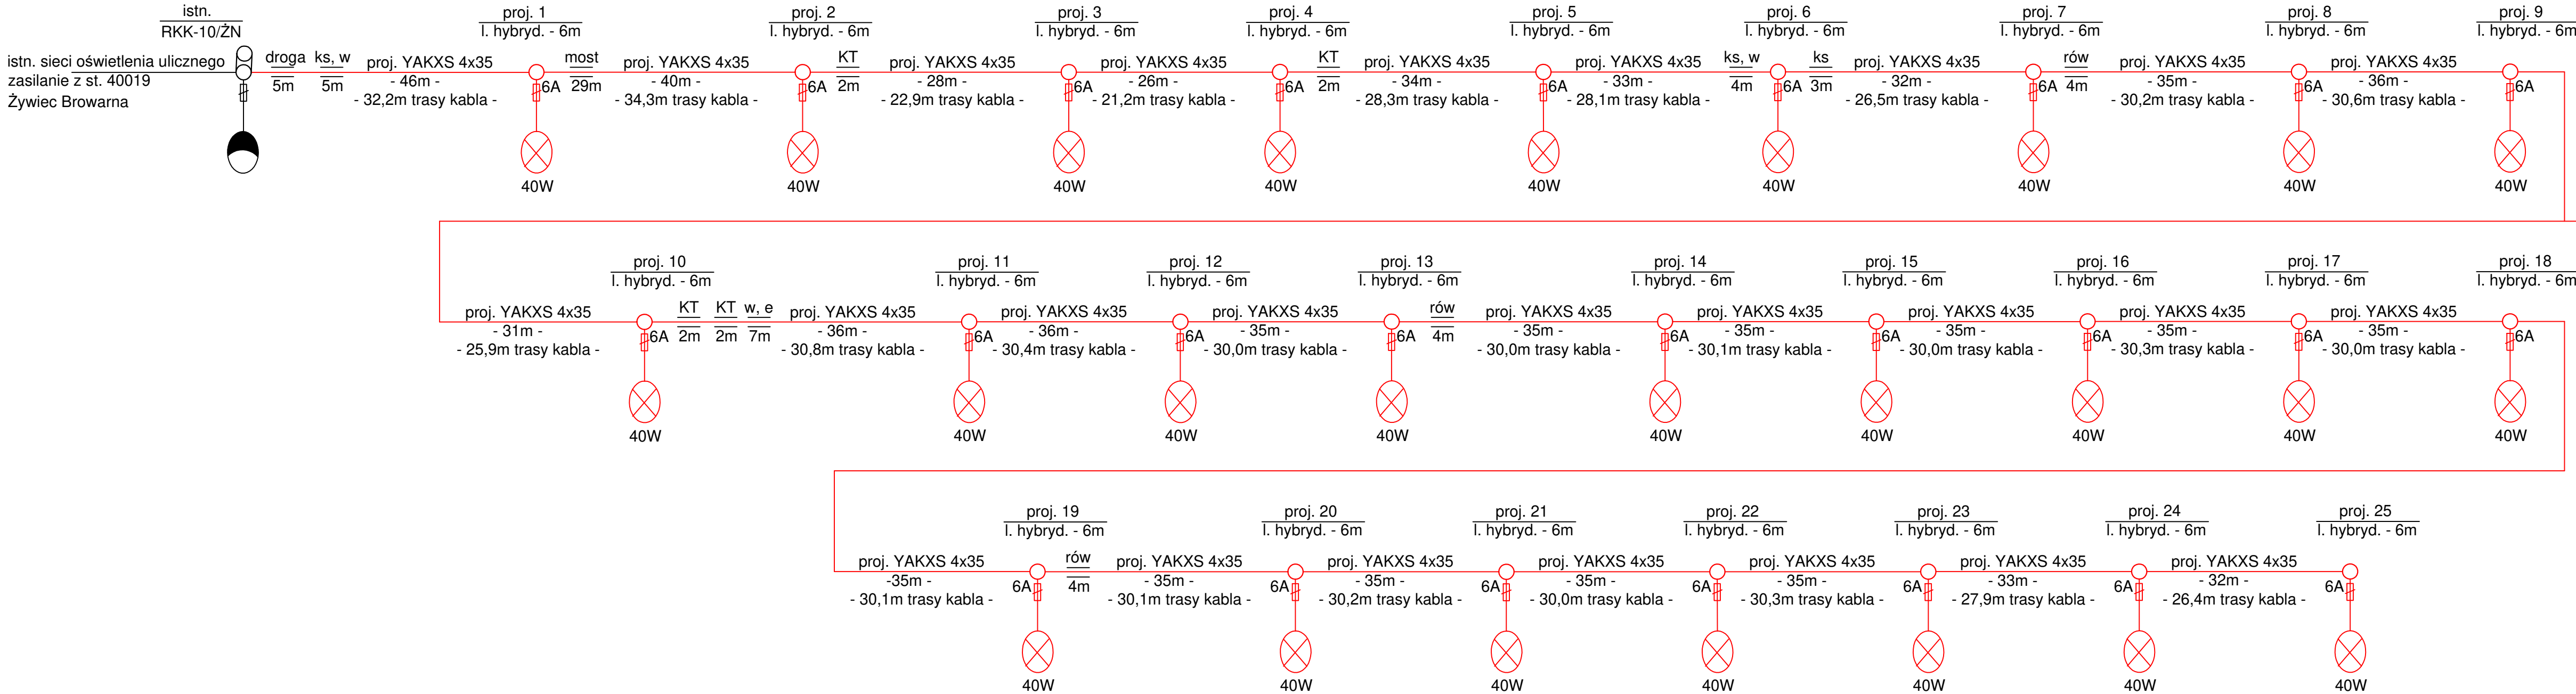 istn.
RKK-10/ŻN
istn. sieci oświetlenia ulicznego
zasilanie z st. 40019
Żywiec Browarna
droga
5m
ks, w
5m
proj. YAKXS 4x35
- 46m -
- 32,2m trasy kabla -
proj. 1
l. hybryd. - 6m
6A
40W
most
29m
proj. YAKXS 4x35
- 40m -
- 34,3m trasy kabla -
proj. 2
l. hybryd. - 6m
6A
40W
KT
2m
proj. YAKXS 4x35
- 28m -
- 22,9m trasy kabla -
proj. 3
l. hybryd. - 6m
6A
40W
proj. YAKXS 4x35
- 26m -
- 21,2m trasy kabla -
proj. 4
l. hybryd. - 6m
6A
40W
KT
2m
proj. YAKXS 4x35
- 34m -
- 28,3m trasy kabla -
proj. 5
l. hybryd. - 6m
6A
40W
proj. YAKXS 4x35
- 33m -
- 28,1m trasy kabla -
ks, w
4m
proj. 6
l. hybryd. - 6m
6A
40W
ks
3m
proj. YAKXS 4x35
- 32m -
- 26,5m trasy kabla -
proj. 7
l. hybryd. - 6m
6A
40W
rów
4m
proj. YAKXS 4x35
- 35m -
- 30,2m trasy kabla -
proj. 8
l. hybryd. - 6m
6A
40W
proj. YAKXS 4x35
- 36m -
- 30,6m trasy kabla -
proj. 9
l. hybryd. - 6m
6A
40W
proj. YAKXS 4x35
- 31m -
- 25,9m trasy kabla -
proj. 10
l. hybryd. - 6m
6A
40W
KT
2m
KT
2m
w, e
7m
proj. YAKXS 4x35
- 36m -
- 30,8m trasy kabla -
proj. 11
l. hybryd. - 6m
6A
40W
proj. YAKXS 4x35
- 36m -
- 30,4m trasy kabla -
proj. 12
l. hybryd. - 6m
6A
40W
proj. YAKXS 4x35
- 35m -
- 30,0m trasy kabla -
proj. 13
l. hybryd. - 6m
6A
40W
rów
4m
proj. YAKXS 4x35
- 35m -
- 30,0m trasy kabla -
proj. 14
l. hybryd. - 6m
6A
40W
proj. YAKXS 4x35
- 35m -
- 30,1m trasy kabla -
proj. 15
l. hybryd. - 6m
6A
40W
proj. YAKXS 4x35
- 35m -
- 30,0m trasy kabla -
proj. 16
l. hybryd. - 6m
6A
40W
proj. YAKXS 4x35
- 35m -
- 30,3m trasy kabla -
proj. 17
l. hybryd. - 6m
6A
40W
proj. YAKXS 4x35
- 35m -
- 30,0m trasy kabla -
proj. 18
l. hybryd. - 6m
6A
40W
proj. YAKXS 4x35
-35m -
- 30,1m trasy kabla -
proj. 19
l. hybryd. - 6m
6A
40W
rów
4m
proj. YAKXS 4x35
- 35m -
- 30,1m trasy kabla -
proj. 20
l. hybryd. - 6m
6A
40W
proj. YAKXS 4x35
- 35m -
- 30,2m trasy kabla -
proj. 21
l. hybryd. - 6m
6A
40W
proj. YAKXS 4x35
- 35m -
- 30,0m trasy kabla -
proj. 22
l. hybryd. - 6m
6A
40W
proj. YAKXS 4x35
- 35m -
- 30,3m trasy kabla -
proj. 23
l. hybryd. - 6m
6A
40W
proj. YAKXS 4x35
- 33m -
- 27,9m trasy kabla -
proj. 24
l. hybryd. - 6m
6A
40W
proj. YAKXS 4x35
- 32m -
- 26,4m trasy kabla -
proj. 25
l. hybryd. - 6m
6A
40W